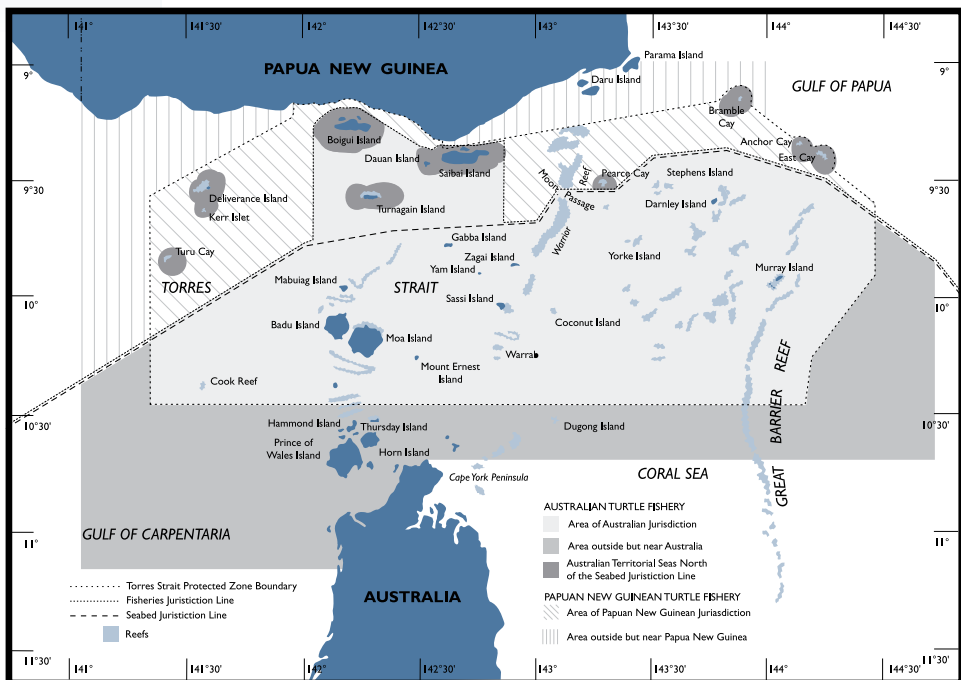 141°
141°30'
142°
142°30'
143°
143°30'
144°
144°30'
9°
9°
PAPUA NEW GUINEA
Parama Island
Daru Island
GULF OF PAPUA
Bramble
Cay
Boigui Island
Dauan Island
Saibai Island
Anchor Cay
East Cay
Moon
Passage
Reef
Warrior
Pearce Cay
Stephens Island
9°30'
9°30'
Deliverance Island
Kerr Islet
Turnagain Island
Darnley Island
Turu Cay
Gabba Island
Zagai Island
Yam Island
Yorke Island
Murray Island
Mabuiag Island
TORRES
STRAIT
Sassi Island
10°
10°
Badu Island
Moa Island
Coconut Island
Warrab
Mount Ernest
Island
Cook Reef
GREAT
BARRIER
REEF
10°30'
10°30'
Hammond Island
Thursday Island
Dugong Island
Prince of
Wales Island
Horn Island
Cape York Peninsula
CORAL SEA
GULF OF CARPENTARIA
11°
11°
AUSTRALIAN TURTLE FISHERY
Area of Australian Jurisdiction
Area outside but near Australia
Australian Territorial Seas North
of the Seabed Jurisdiction Line
PAPUAN NEW GUINEAN TURTLE FISHERY
Area of Papuan New Guinean Juriasdiction
Area outside but near Papua New Guinea
Torres Strait Protected Zone Boundary
Fisheries Juristiction Line
Seabed Juristiction Line
Reefs
AUSTRALIA
11°30'
11°30'
141°
141°30'
142°
142°30'
143°
143°30'
144°
144°30'